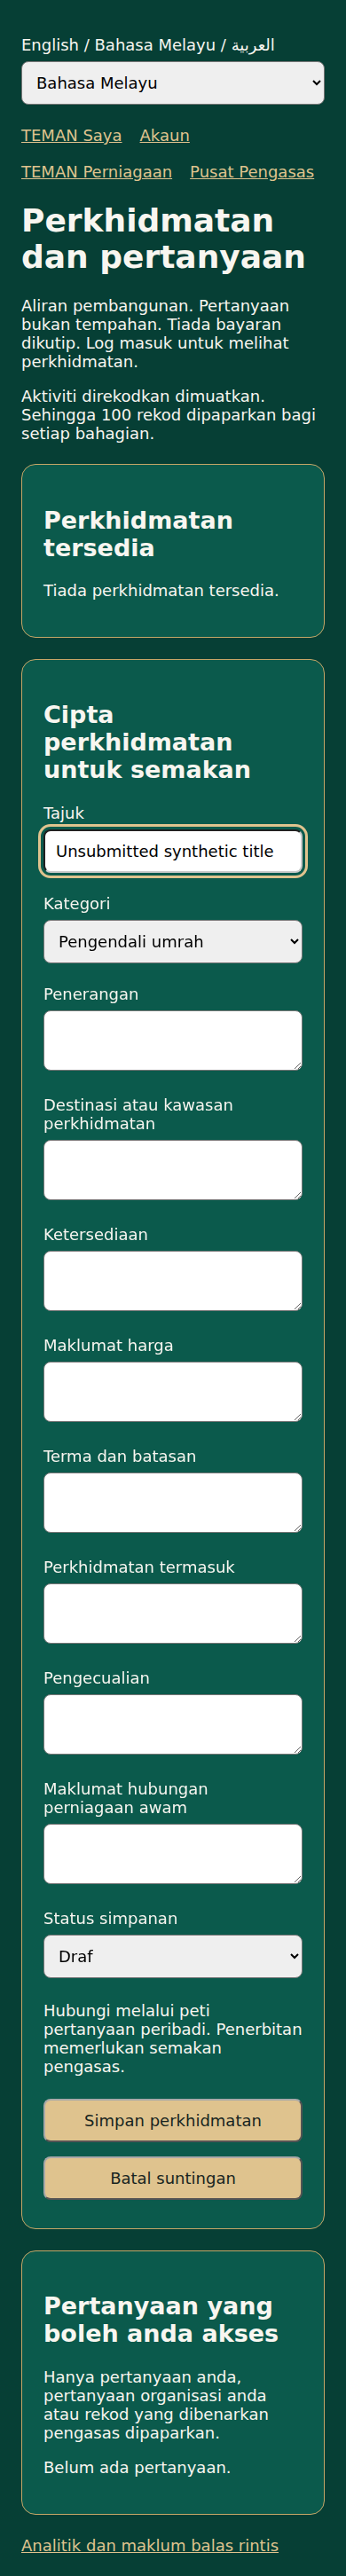 English / Bahasa Melayu / العربية
Bahasa Melayu
TEMAN Saya Akaun
TEMAN Perniagaan Pusat Pengasas
Perkhidmatan
dan pertanyaan
Aliran pembangunan. Pertanyaan
bukan tempahan. Tiada bayaran
dikutip. Log masuk untuk melihat
perkhidmatan.
Aktiviti direkodkan dimuatkan.
Sehingga 100 rekod dipaparkan bagi
setiap bahagian.
Perkhidmatan
tersedia
Tiada perkhidmatan tersedia.
Cipta
perkhidmatan
untuk semakan
Tajuk
Unsubmitted synthetic title
Kategori
Pengendali umrah
Penerangan
Destinasi atau kawasan
perkhidmatan
Ketersediaan
Maklumat harga
Terma dan batasan
Perkhidmatan termasuk
Pengecualian
Maklumat hubungan
perniagaan awam
Status simpanan
Draf
Hubungi melalui peti
pertanyaan peribadi. Penerbitan
memerlukan semakan
pengasas.
Simpan perkhidmatan
Batal suntingan
Pertanyaan yang
boleh anda akses
Hanya pertanyaan anda,
pertanyaan organisasi anda
atau rekod yang dibenarkan
pengasas dipaparkan.
Belum ada pertanyaan.
Analitik dan maklum balas rintis